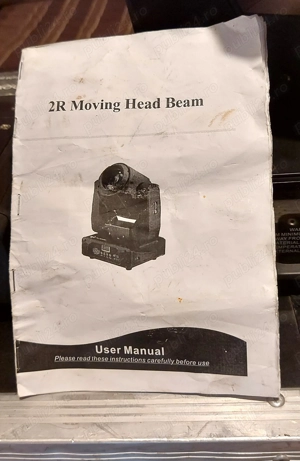 2R Moving Head Beam
User Manual
Please read these instructions carefully before use